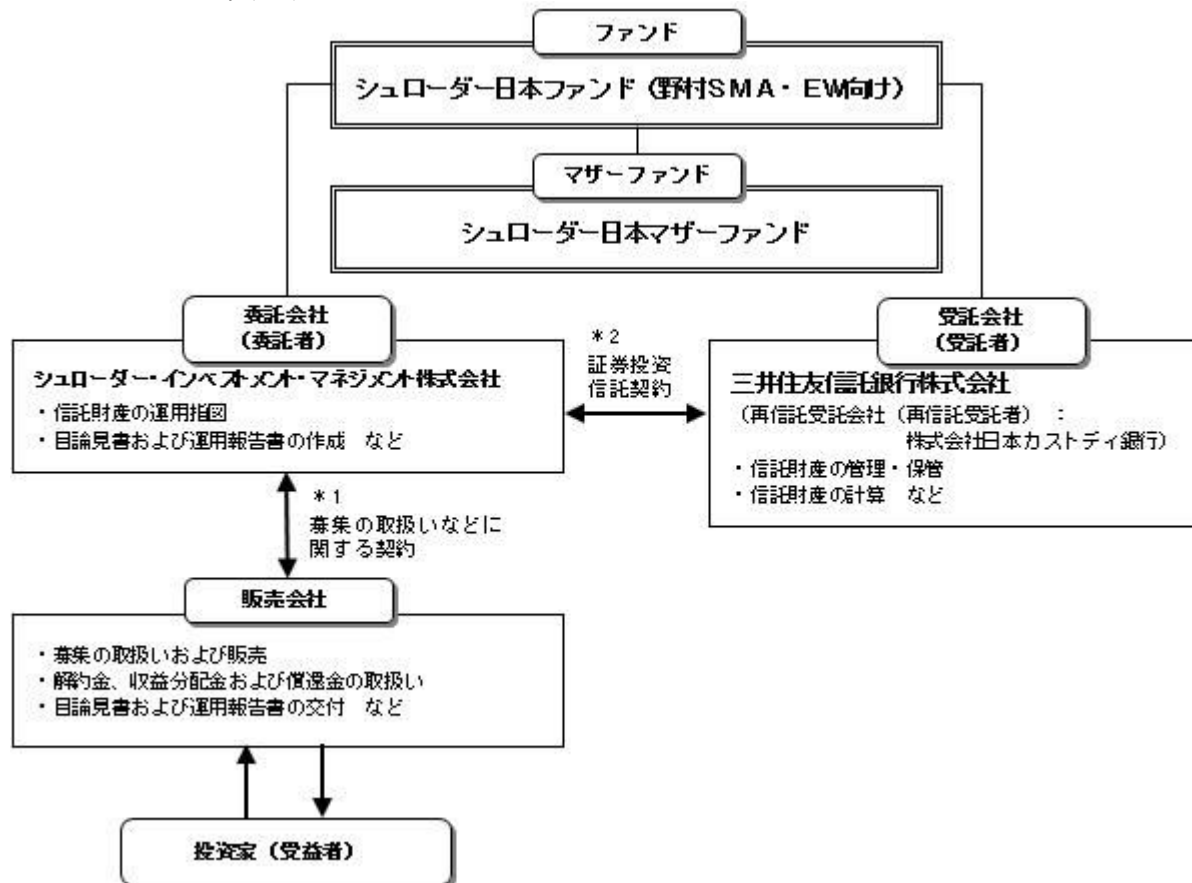 ファンド
シュローダー日本ファンド（野村SMA・EW向け）
マザーファンド
シュローダー日本マザーファンド
委託会社
（委託者）
シュローダー・インベストメント・マネジメント株式会社
・信託財産の運用指図
・目論見書および運用報告書の作成　など
＊2
証券投資
信託契約
受託会社
（受託者）
三井住友信託銀行株式会社
（再信託受託会社（再信託受託者）　：
株式会社日本カストディ銀行）
・信託財産の管理・保管
・信託財産の計算　など
＊1
募集の取扱いなどに
関する契約
販売会社
・募集の取扱いおよび販売
・解約金、収益分配金および償還金の取扱い
・目論見書および運用報告書の交付　など
投資家（受益者）